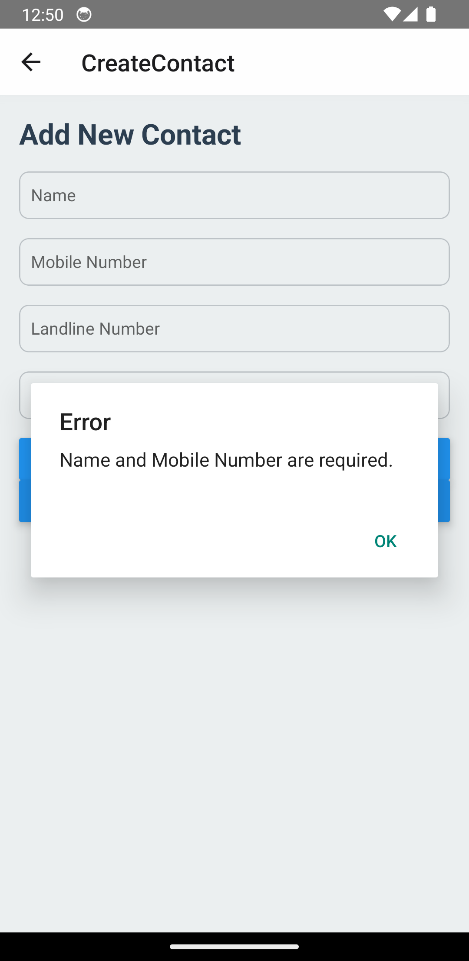 12:50
CreateContact
Add New Contact
Name
Mobile Number
Landline Number
Error
Name and Mobile Number are required.
OK